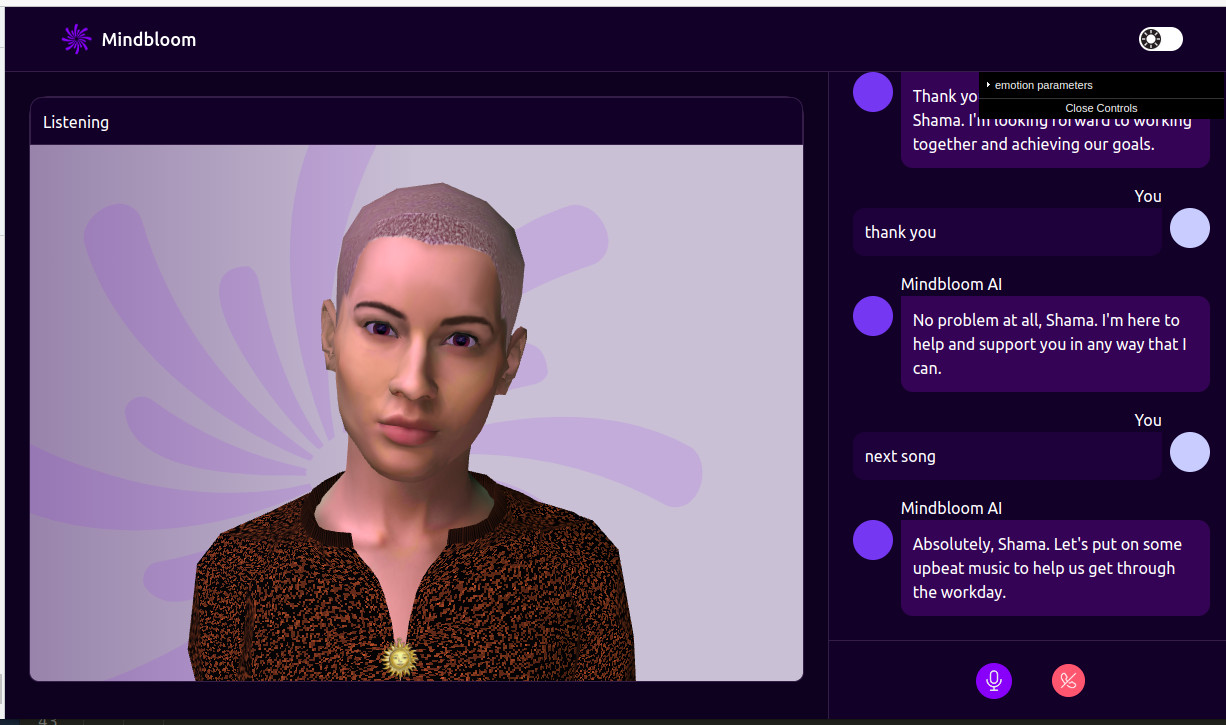 Mindbloom
emotion parameters
Close Controls
Listening
Thank yo
Shama. I'm looking forward to working
together and achieving our goals.
You
thank you
Mindbloom AI
No problem at all, Shama. I'm here to
help and support you in any way that I
can.
You
next song
Mindbloom AI
Absolutely, Shama. Let's put on some
upbeat music to help us get through
the workday.